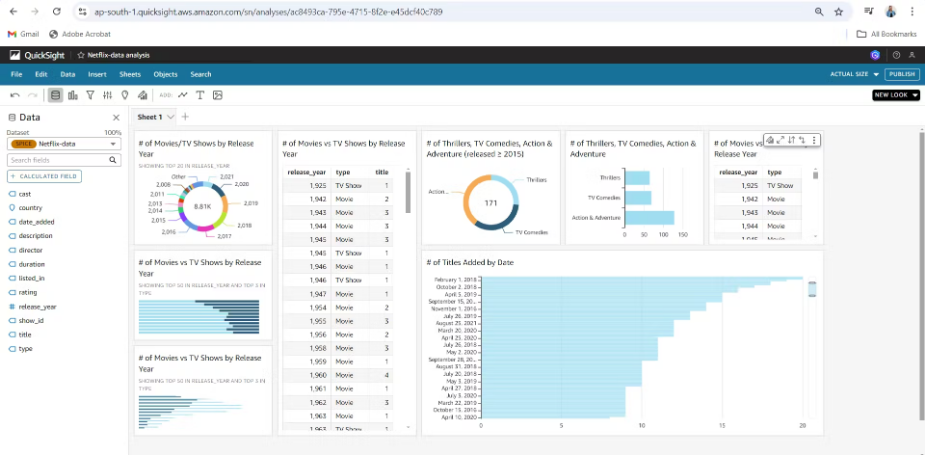 ap-south-1.quicksight.aws.amazon.com/sn/analyses/ac8493ca-795e-4715-8f2e-e45dcf40c789
Gmail Adobe Acrobat All Bookmarks
QuickSight Netflix-data analysis
File Edit Data Insert Sheets Objects Search ACTUAL SIZE PUBLISH
ADD: NEW LOOK
Data
Dataset 100%
SPICE Netflix-data
Search fields
+ CALCULATED FIELD
cast
country
date_added
description
director
duration
listed_in
rating
release_year
show_id
title
type
Sheet 1
# of Movies/TV Shows by Release
Year
SHOWING TOP 10 IN RELEASE_YEAR
Other
2,008
2,011
2,013
2,014
2,015
2,016
2,017
2,018
2,019
2,020
2,021
8.81K
# of Movies vs TV Shows by Release
Year
SHOWING TOP 50 IN RELEASE_YEAR AND TOP 3 IN
TYPE
# of Movies vs TV Shows by Release
Year
SHOWING TOP 50 IN RELEASE_YEAR AND TOP 3 IN
TYPE
# of Movies vs TV Shows by Release
Year
release_year type title
1,925 TV Show 1
1,942 Movie 2
1,943 Movie 3
1,944 Movie 3
1,945 Movie 3
1,945 TV Show 1
1,946 Movie 1
1,946 TV Show 1
1,947 Movie 1
1,954 Movie 2
1,955 Movie 3
1,956 Movie 2
1,958 Movie 3
1,959 Movie 1
1,960 Movie 4
1,961 Movie 1
1,962 Movie 3
1,963 Movie 1
1,963 TV Show 1
# of Thrillers, TV Comedies, Action &
Adventure (released ≥ 2015)
Action...
Thrillers
TV Comedies
171
# of Thrillers, TV Comedies, Action &
Adventure
Thrillers
TV Comedies
Action & Adventure
0 50 100 150
# of Movies vs
Release Year
release_year type
1,925 TV Show
1,942 Movie
1,943 Movie
1,944 Movie
1,945 Movie
# of Titles Added by Date
February 1, 2018
October 2, 2018
April 5, 2019
September 15, 20...
November 1, 2016
July 26, 2019
August 25, 2021
March 20, 2020
April 25, 2020
July 26, 2018
May 2, 2020
September 28, 20...
August 31, 2018
July 20, 2018
May 3, 2019
April 27, 2018
July 3, 2020
March 22, 2019
October 13, 2016
April 10, 2020
0 5 10 15 20